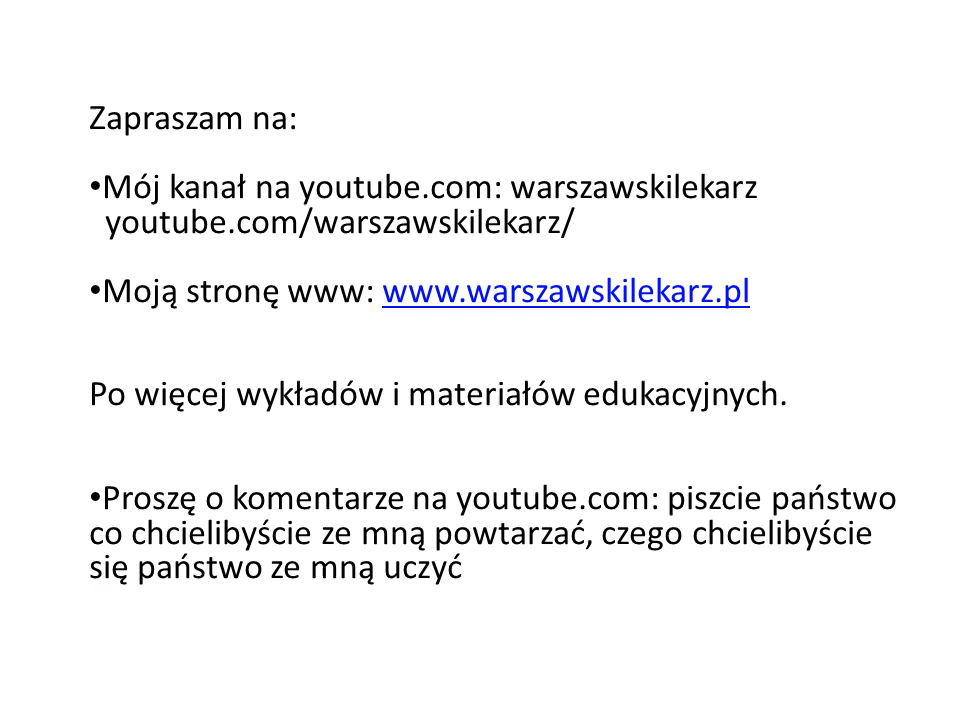 Zapraszam na:
•Mój kanał na youtube.com: warszawskilekarz
youtube.com/warszawskilekarz/
•Moją stronę www: www.warszawskilekarz.pl
Po więcej wykładów i materiałów edukacyjnych.
•Proszę o komentarze na youtube.com: piszcie państwo
co chcielibyście ze mną powtarzać, czego chcielibyście
się państwo ze mną uczyć